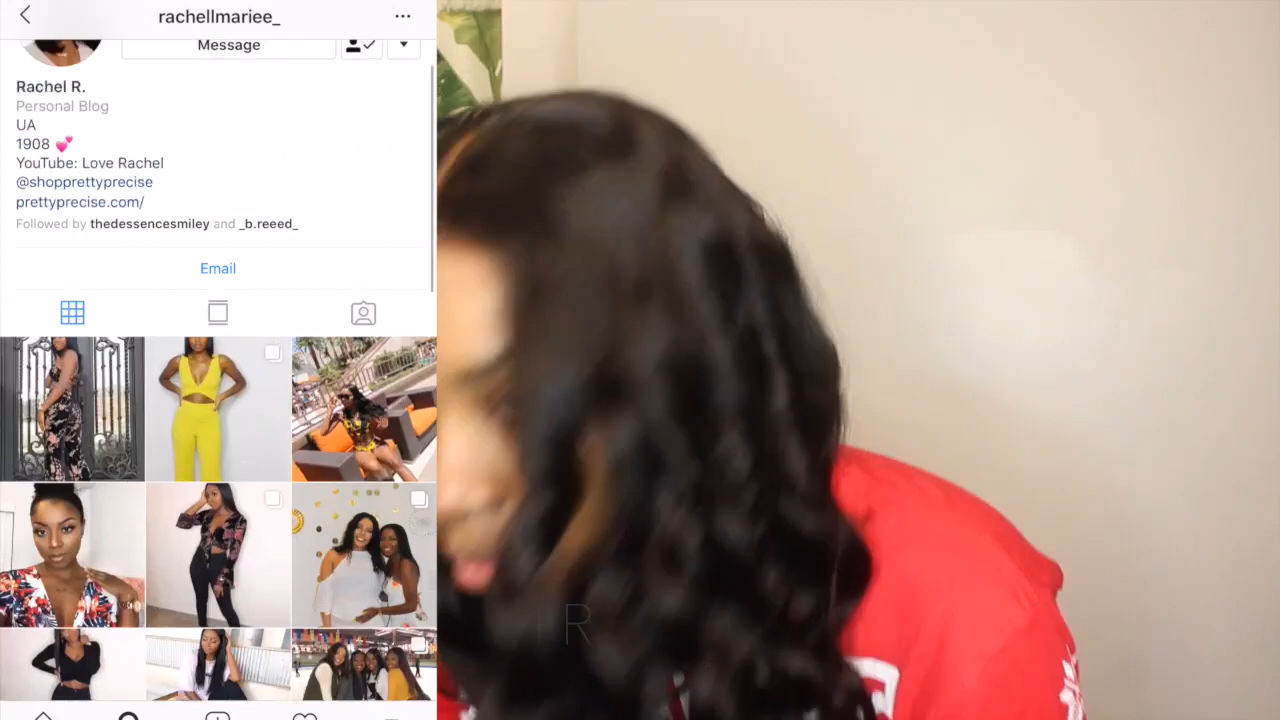 rachellmariee_
Message
Rachel R.
Personal Blog
UA
1908 💕
YouTube: Love Rachel
@shopprettyprecise
prettyprecise.com/
Followed by thedessencesmiley and _b.reeed_
Email
R